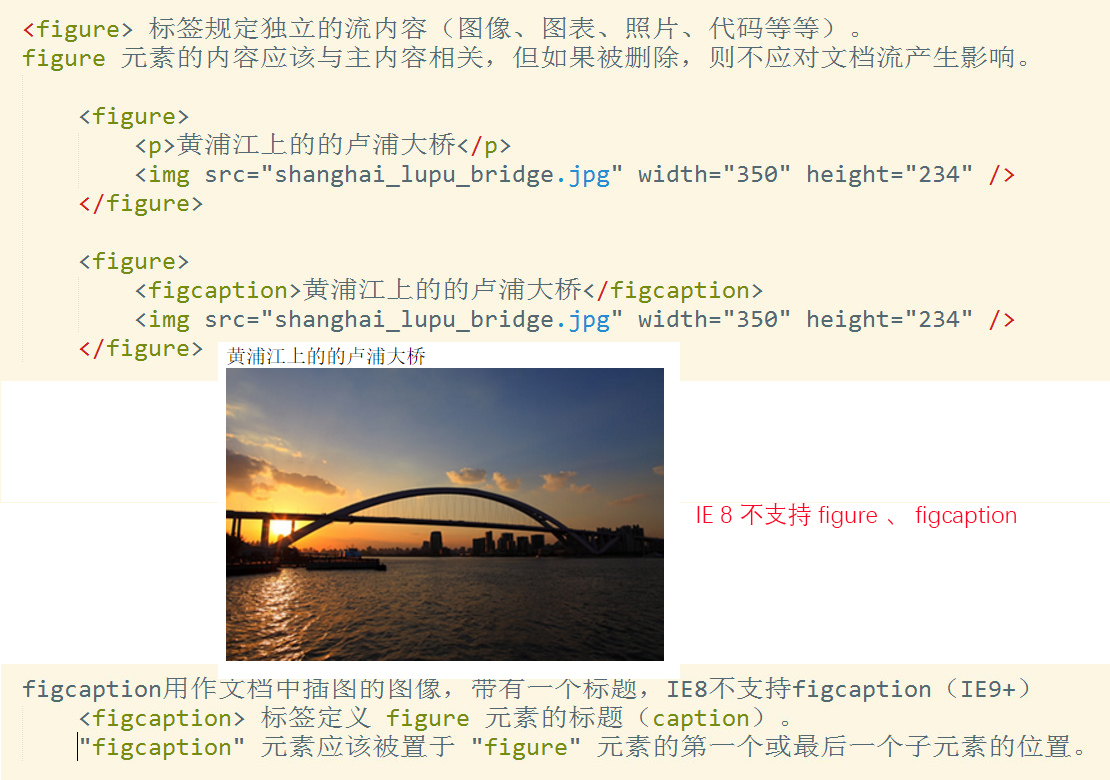 <figure> 标签规定独立的流内容（图像、图表、照片、代码等等）。
figure 元素的内容应该与主内容相关，但如果被删除，则不应对文档流产生影响。
<figure>
<p>黄浦江上的的卢浦大桥</p>
<img src="shanghai_lupu_bridge.jpg" width="350" height="234" />
</figure>
<figure>
<figcaption>黄浦江上的的卢浦大桥</figcaption>
<img src="shanghai_lupu_bridge.jpg" width="350" height="234" />
</figure>
黄浦江上的的卢浦大桥
IE 8 不支持 figure 、 figcaption
figcaption用作文档中插图的图像，带有一个标题，IE8不支持figcaption（IE9+）
<figcaption> 标签定义 figure 元素的标题（caption）。
"figcaption" 元素应该被置于 "figure" 元素的第一个或最后一个子元素的位置。